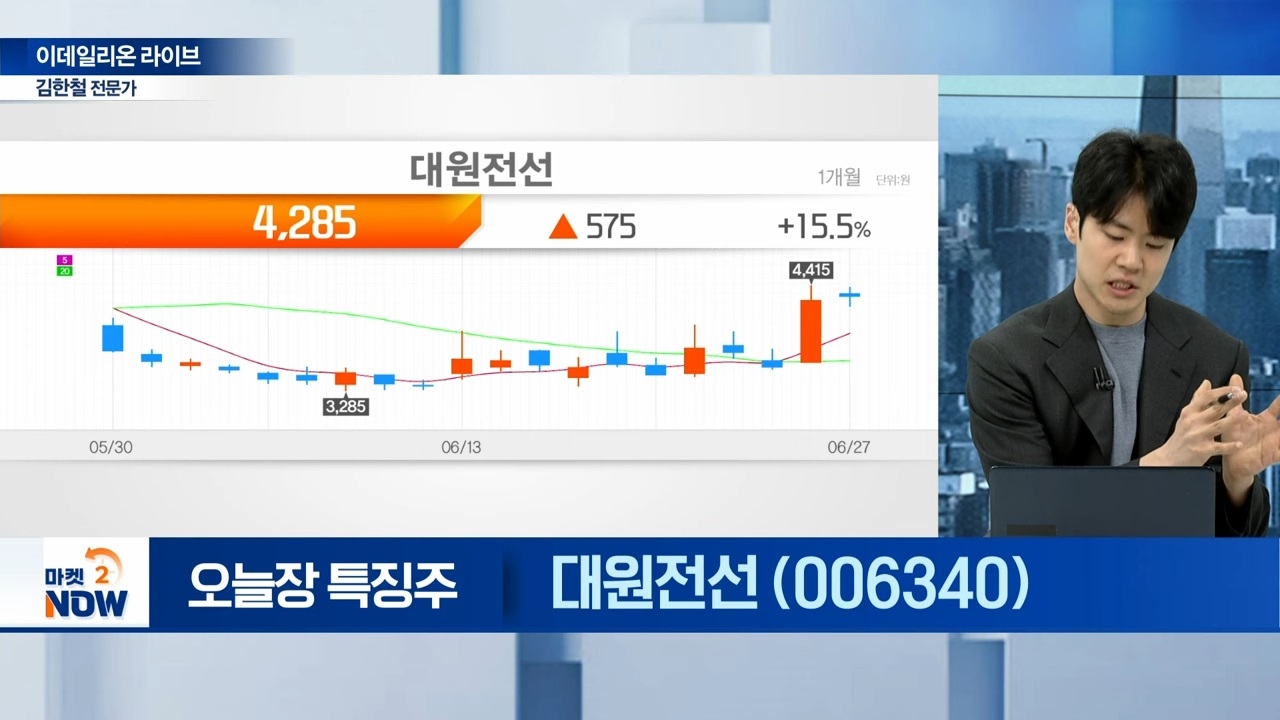 이데일리온 라이브
김한철 전문가
대원전선
1개월 단위:원
4,285 ▲ 575 +15.5%
5
20
4,415
3,285
05/30 06/13 06/27
마켓 2
NOW
오늘장 특징주 대원전선 (006340)